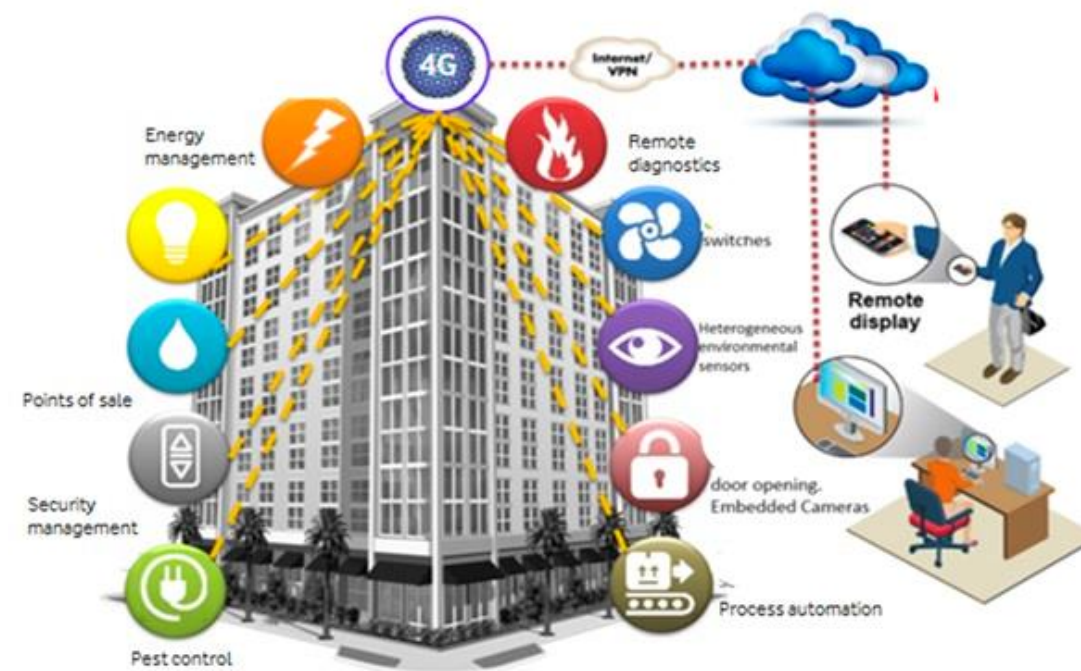 4G
Internet/
VPN
Energy
management
Remote
diagnostics
switches
Remote
display
Heterogeneous
environmental
sensors
Points of sale
door opening.
Embedded Cameras
Security
management
Process automation
Pest control